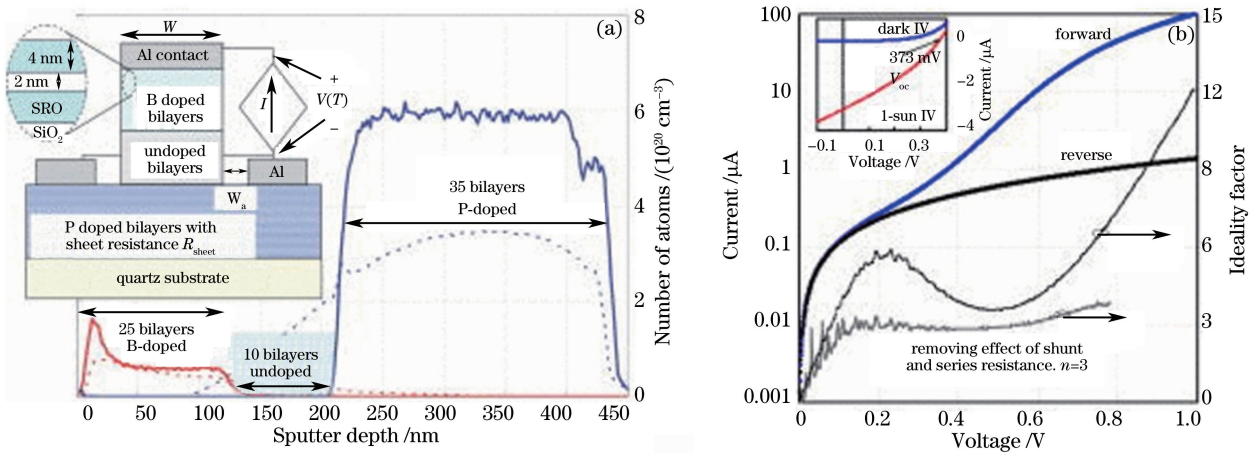 (a)
W
Al contact
4 nm
2 nm
SRO
SiO2
B doped
bilayers
undoped
bilayers
I
+
V(T)
−
Al
Wa
P doped bilayers with
sheet resistance Rsheet
quartz substrate
25 bilayers
B-doped
10 bilayers
undoped
35 bilayers
P-doped
0 50 100 150 200 250 300 350 400 450
Sputter depth /nm
8
6
4
2
0
Number of atoms /(10²⁰ cm⁻³)
(b)
100
10
1
0.1
0.01
0.001
Current /μA
dark IV
373 mV
Voc
1-sun IV
0
−2
−4
Current /μA
−0.1 0.1 0.3
Voltage /V
forward
reverse
removing effect of shunt
and series resistance. n=3
0 0.2 0.4 0.6 0.8 1.0
Voltage /V
15
12
8
6
3
0
Ideality factor